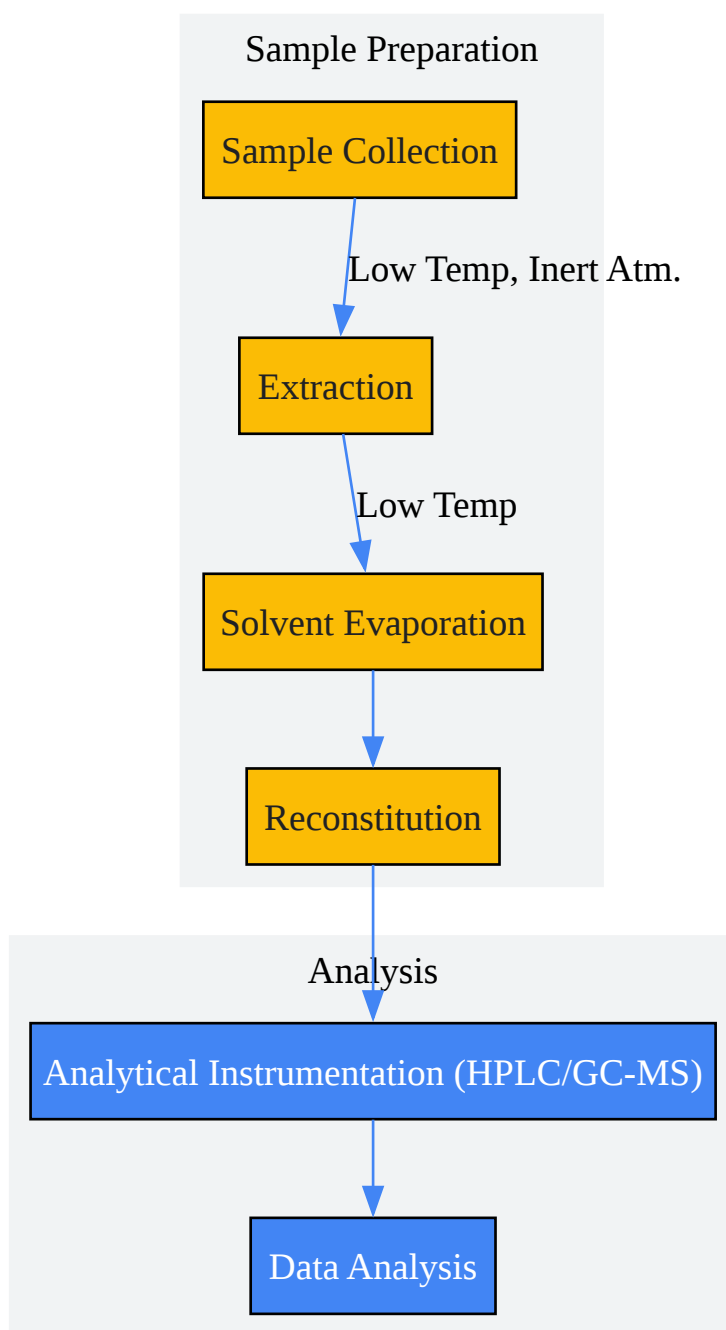 Sample Preparation
Sample Collection
Low Temp, Inert Atm.
Extraction
Low Temp
Solvent Evaporation
Reconstitution
Analysis
Analytical Instrumentation (HPLC/GC-MS)
Data Analysis